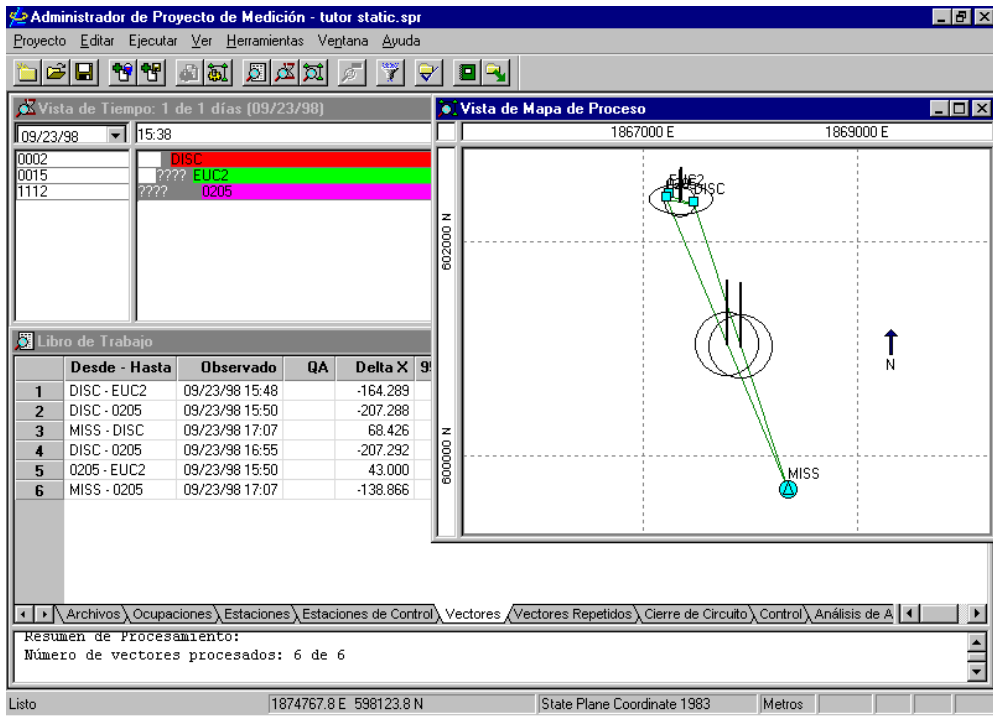 Administrador de Proyecto de Medición - tutor static.spr
Proyecto Editar Ejecutar Ver Herramientas Ventana Ayuda
Vista de Tiempo: 1 de 1 días (09/23/98)
09/23/98 15:38
0002 DISC
0015 ???? EUC2
1112 ???? 0205
Vista de Mapa de Proceso
1867000 E 1869000 E
602000 N
600000 N
EUC2
DISC
MISS
N
Libro de Trabajo
Desde - Hasta Observado QA Delta X
1 DISC - EUC2 09/23/98 15:48 -164.289
2 DISC - 0205 09/23/98 15:50 -207.288
3 MISS - DISC 09/23/98 17:07 68.426
4 DISC - 0205 09/23/98 16:55 -207.292
5 0205 - EUC2 09/23/98 15:50 43.000
6 MISS - 0205 09/23/98 17:07 -138.866
Archivos Ocupaciones Estaciones Estaciones de Control Vectores Vectores Repetidos Cierre de Circuito Control Análisis de A
Resumen de Procesamiento:
Número de vectores procesados: 6 de 6
Listo 1874767.8 E 598123.8 N State Plane Coordinate 1983 Metros